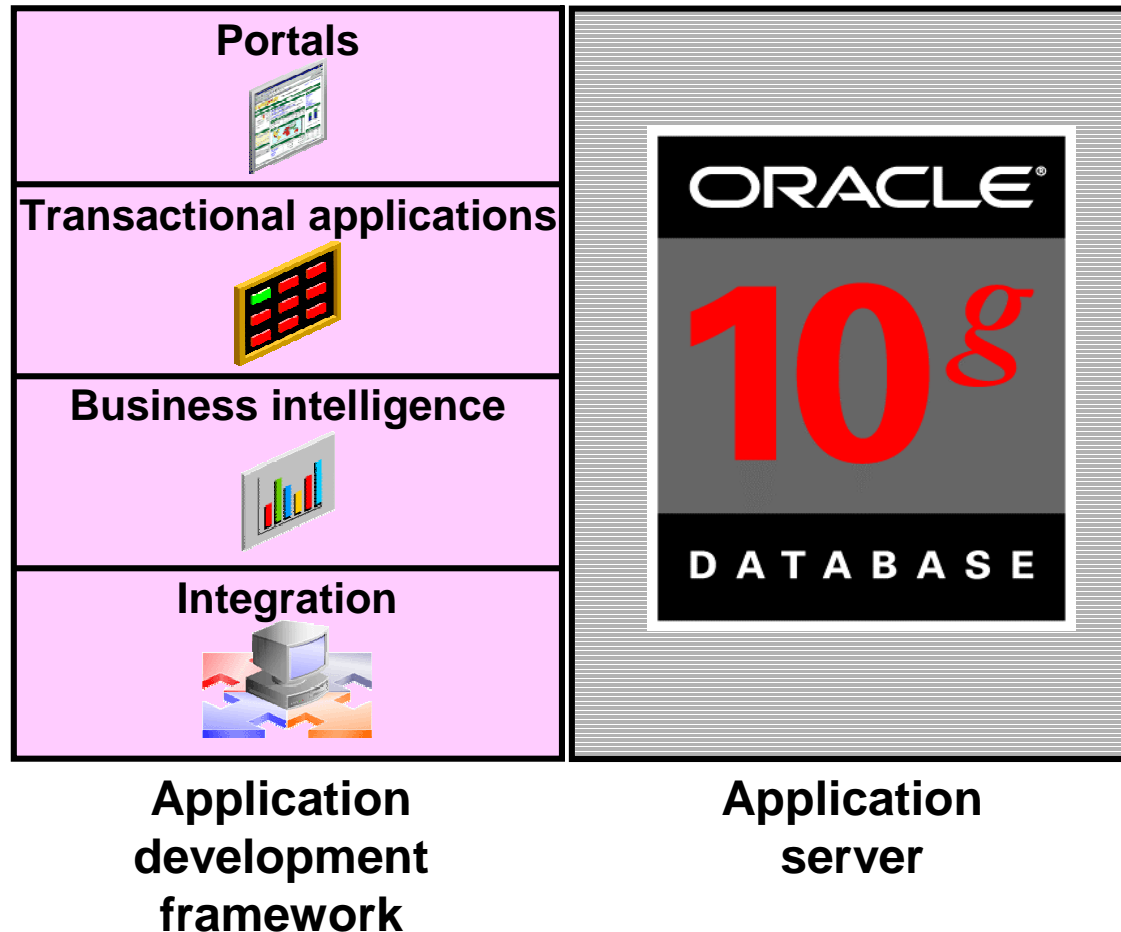 Portals
Transactional applications
Business intelligence
Integration
Application
development
framework
ORACLE®
10g
DATABASE
Application
server